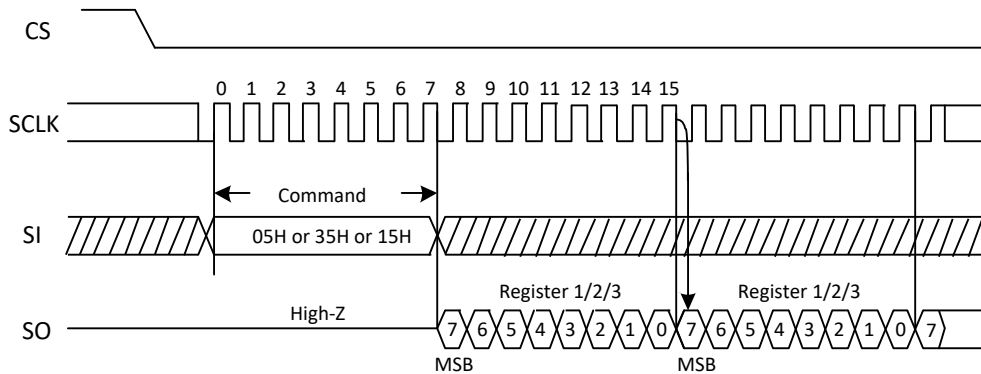 CS
0 1 2 3 4 5 6 7 8 9 10 11 12 13 14 15
SCLK
Command
SI
05H or 35H or 15H
High-Z
Register 1/2/3
Register 1/2/3
SO
7 6 5 4 3 2 1 0 7 6 5 4 3 2 1 0 7
MSB
MSB